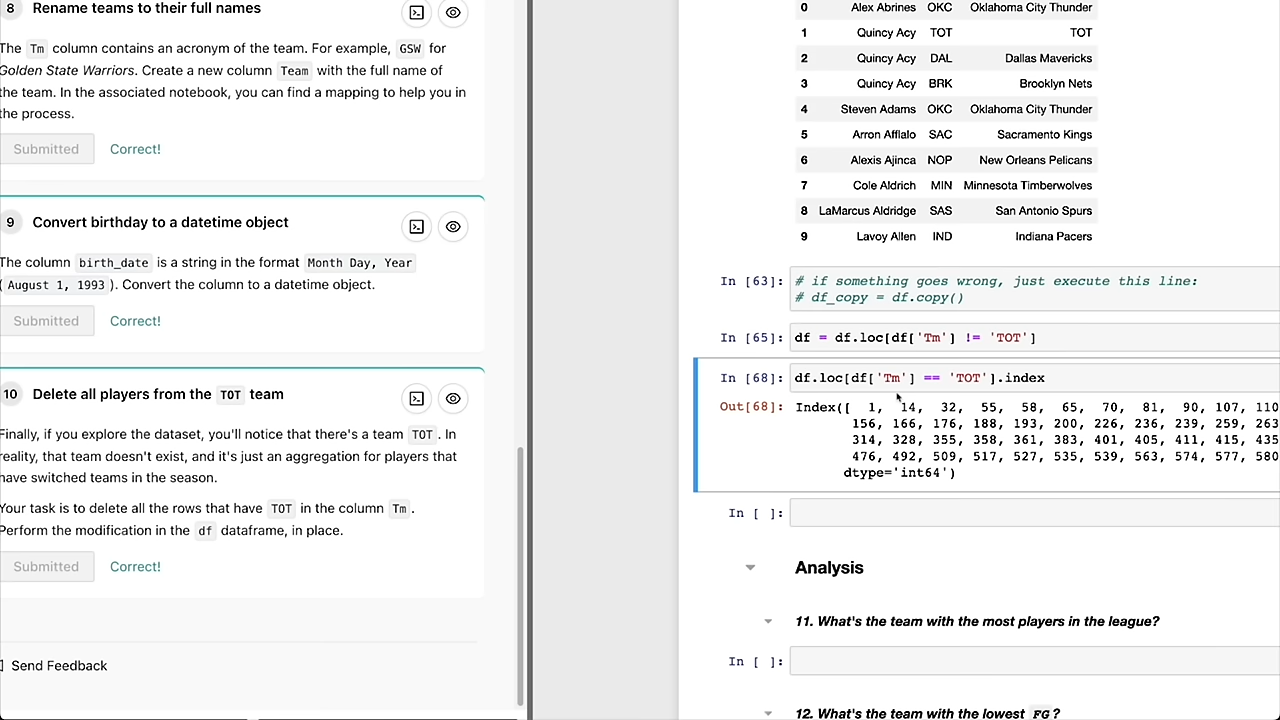 8 Rename teams to their full names
The Tm column contains an acronym of the team. For example, GSW for
Golden State Warriors. Create a new column Team with the full name of
the team. In the associated notebook, you can find a mapping to help you in
the process.
Submitted Correct!
9 Convert birthday to a datetime object
The column birth_date is a string in the format Month Day, Year
( August 1, 1993 ). Convert the column to a datetime object.
Submitted Correct!
10 Delete all players from the TOT team
Finally, if you explore the dataset, you'll notice that there's a team TOT. In
reality, that team doesn't exist, and it's just an aggregation for players that
have switched teams in the season.
Your task is to delete all the rows that have TOT in the column Tm.
Perform the modification in the df dataframe, in place.
Submitted Correct!
Send Feedback
0 Alex Abrines OKC Oklahoma City Thunder
1 Quincy Acy TOT TOT
2 Quincy Acy DAL Dallas Mavericks
3 Quincy Acy BRK Brooklyn Nets
4 Steven Adams OKC Oklahoma City Thunder
5 Arron Afflalo SAC Sacramento Kings
6 Alexis Ajinca NOP New Orleans Pelicans
7 Cole Aldrich MIN Minnesota Timberwolves
8 LaMarcus Aldridge SAS San Antonio Spurs
9 Lavoy Allen IND Indiana Pacers
In [63]: # if something goes wrong, just execute this line:
# df_copy = df.copy()
In [65]: df = df.loc[df['Tm'] != 'TOT']
In [68]: df.loc[df['Tm'] == 'TOT'].index
Out[68]: Index([ 1, 14, 32, 55, 58, 65, 70, 81, 90, 107, 110
156, 166, 176, 188, 193, 200, 226, 236, 239, 259, 263
314, 328, 355, 358, 361, 383, 401, 405, 411, 415, 435
476, 492, 509, 517, 527, 535, 539, 563, 574, 577, 580
dtype='int64')
In [ ]:
Analysis
11. What's the team with the most players in the league?
In [ ]:
12. What's the team with the lowest FG?